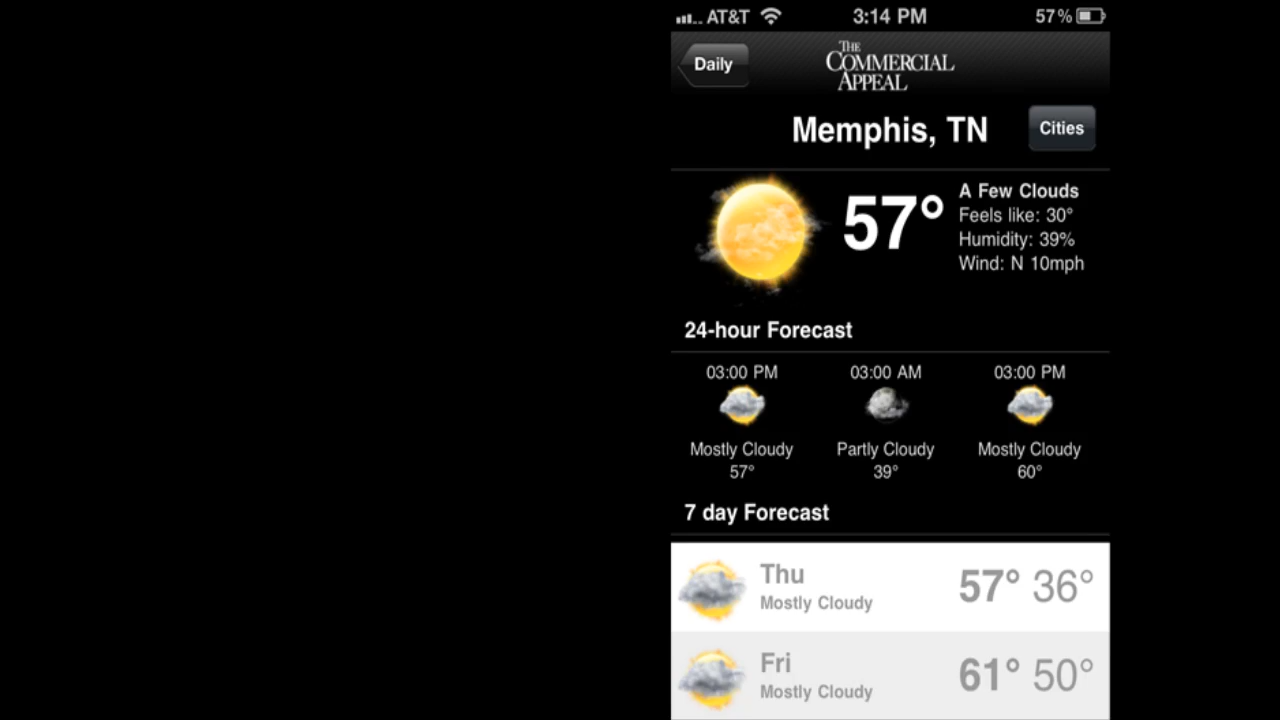 AT&T 3:14 PM 57%
Daily
THE
COMMERCIAL
APPEAL
Memphis, TN
Cities
57°
A Few Clouds
Feels like: 30°
Humidity: 39%
Wind: N 10mph
24-hour Forecast
03:00 PM 03:00 AM 03:00 PM
Mostly Cloudy Partly Cloudy Mostly Cloudy
57° 39° 60°
7 day Forecast
Thu
Mostly Cloudy
57° 36°
Fri
Mostly Cloudy
61° 50°